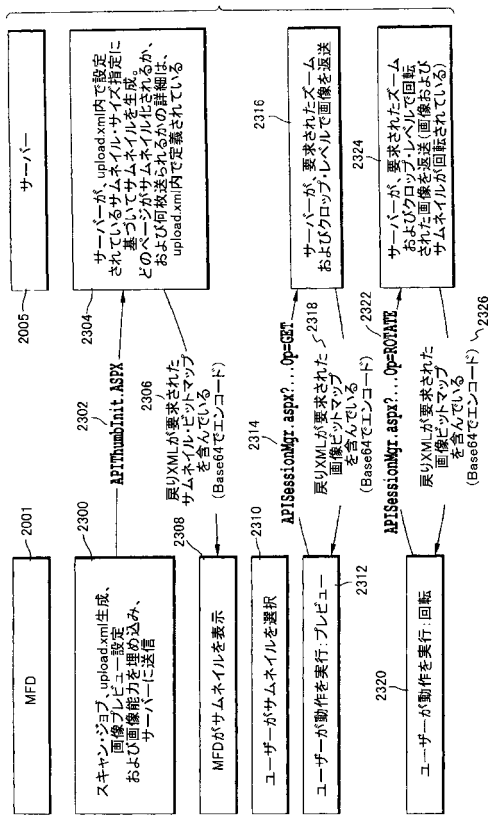 MFD
2001
サーバー
2005
スキャン・ジョブ、upload.xml生成、
画像プレビュー設定
および画像能力を埋め込み、
サーバーに送信
2300
APIThumbInit.ASPX
2302
サーバーが、upload.xml内で設定
されているサムネイル・サイズ指定に
基づいてサムネイルを生成。
どのページがサムネイル化されるか、
および何枚送られるかの詳細は、
upload.xml内で定義されている
2304
戻りXMLが要求された
サムネイル・ビットマップ
を含んでいる
(Base64でエンコード)
2306
MFDがサムネイルを表示
2308
ユーザーがサムネイルを選択
2310
ユーザーが動作を実行:プレビュー
2312
APISessionMgr.aspx?...Op=GET
2314
サーバーが、要求されたズーム
およびクロップ・レベルで画像を返送
2316
戻りXMLが要求された
画像ビットマップ
を含んでいる
(Base64でエンコード)
2318
ユーザーが動作を実行:回転
2320
APISessionMgr.aspx?....Op=ROTATE
2322
サーバーが、要求されたズーム
およびクロップ・レベルで回転
された画像を返送(画像および
サムネイルが回転されている)
2324
戻りXMLが要求された
画像ビットマップ
を含んでいる
(Base64でエンコード)
2326